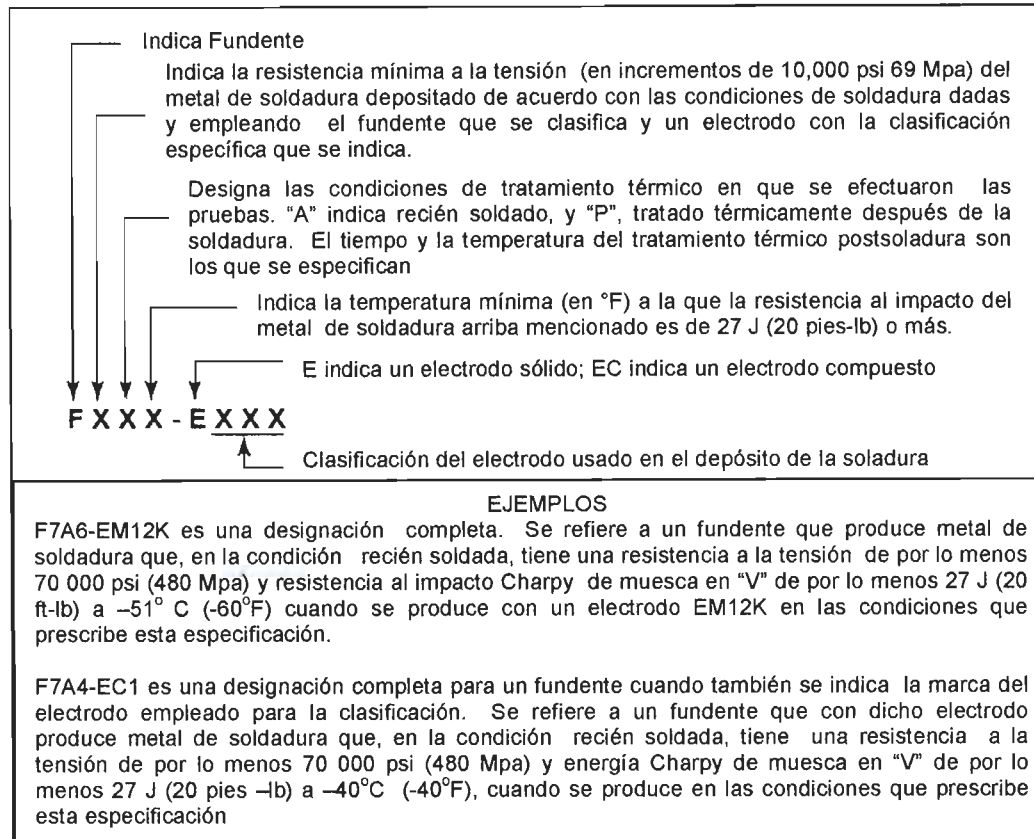 Indica Fundente
Indica la resistencia mínima a la tensión (en incrementos de 10,000 psi 69 Mpa) del
metal de soldadura depositado de acuerdo con las condiciones de soldadura dadas
y empleando el fundente que se clasifica y un electrodo con la clasificación
específica que se indica.
Designa las condiciones de tratamiento térmico en que se efectuaron las
pruebas. “A” indica recién soldado, y “P”, tratado térmicamente después de la
soldadura. El tiempo y la temperatura del tratamiento térmico postsoladura son
los que se especifican
Indica la temperatura mínima (en °F) a la que la resistencia al impacto del
metal de soldadura arriba mencionado es de 27 J (20 pies-lb) o más.
E indica un electrodo sólido; EC indica un electrodo compuesto
F X X X - E X X X
Clasificación del electrodo usado en el depósito de la soladura
EJEMPLOS
F7A6-EM12K es una designación completa. Se refiere a un fundente que produce metal de
soldadura que, en la condición recién soldada, tiene una resistencia a la tensión de por lo menos
70 000 psi (480 Mpa) y resistencia al impacto Charpy de muesca en “V” de por lo menos 27 J (20
ft-lb) a –51° C (-60°F) cuando se produce con un electrodo EM12K en las condiciones que
prescribe esta especificación.
F7A4-EC1 es una designación completa para un fundente cuando también se indica la marca del
electrodo empleado para la clasificación. Se refiere a un fundente que con dicho electrodo
produce metal de soldadura que, en la condición recién soldada, tiene una resistencia a la
tensión de por lo menos 70 000 psi (480 Mpa) y energía Charpy de muesca en “V” de por lo
menos 27 J (20 pies –lb) a –40°C (-40°F), cuando se produce en las condiciones que prescribe
esta especificación